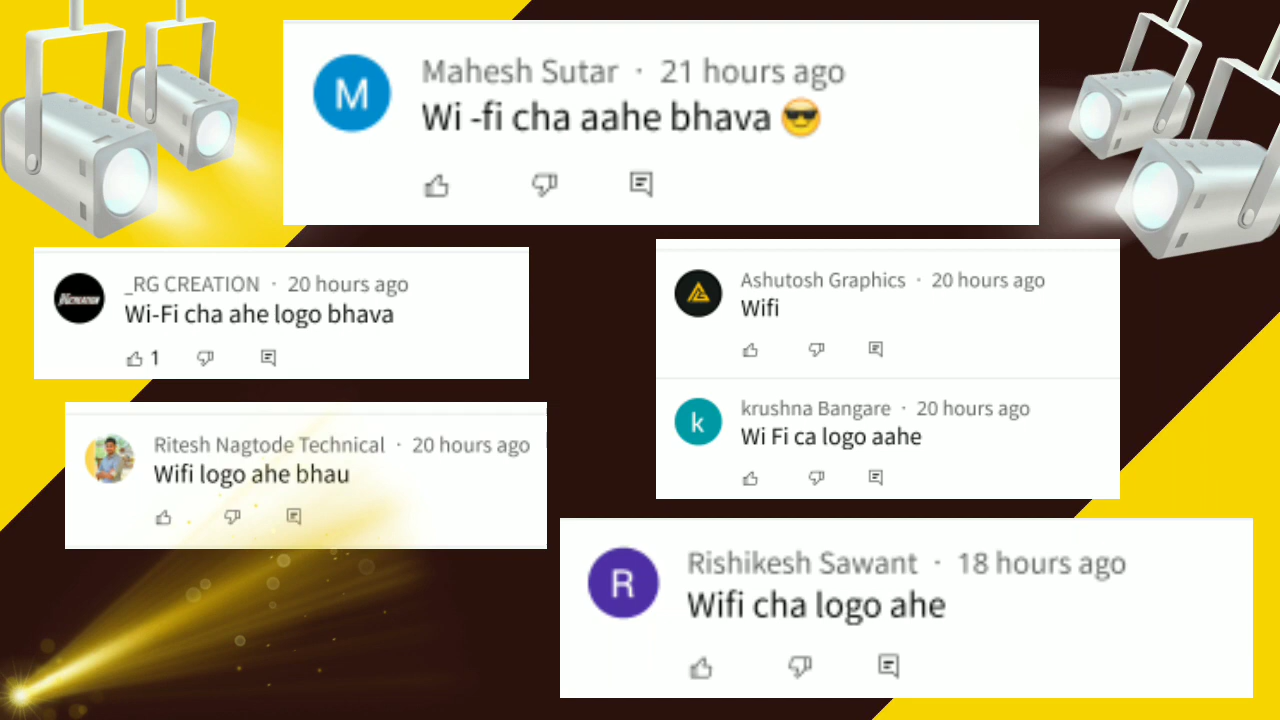 M
Mahesh Sutar · 21 hours ago
Wi -fi cha aahe bhava 😎
_RG CREATION · 20 hours ago
Wi-Fi cha ahe logo bhava
1
Ritesh Nagtode Technical · 20 hours ago
Wifi logo ahe bhau
Ashutosh Graphics · 20 hours ago
Wifi
k
krushna Bangare · 20 hours ago
Wi Fi ca logo aahe
R
Rishikesh Sawant · 18 hours ago
Wifi cha logo ahe